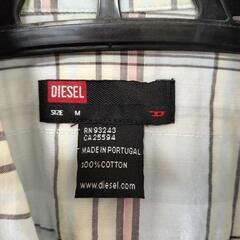 DIESEL
SIZE M
RN 93243
CA 25594
MADE IN PORTUGAL
100% COTTON
www.diesel.com